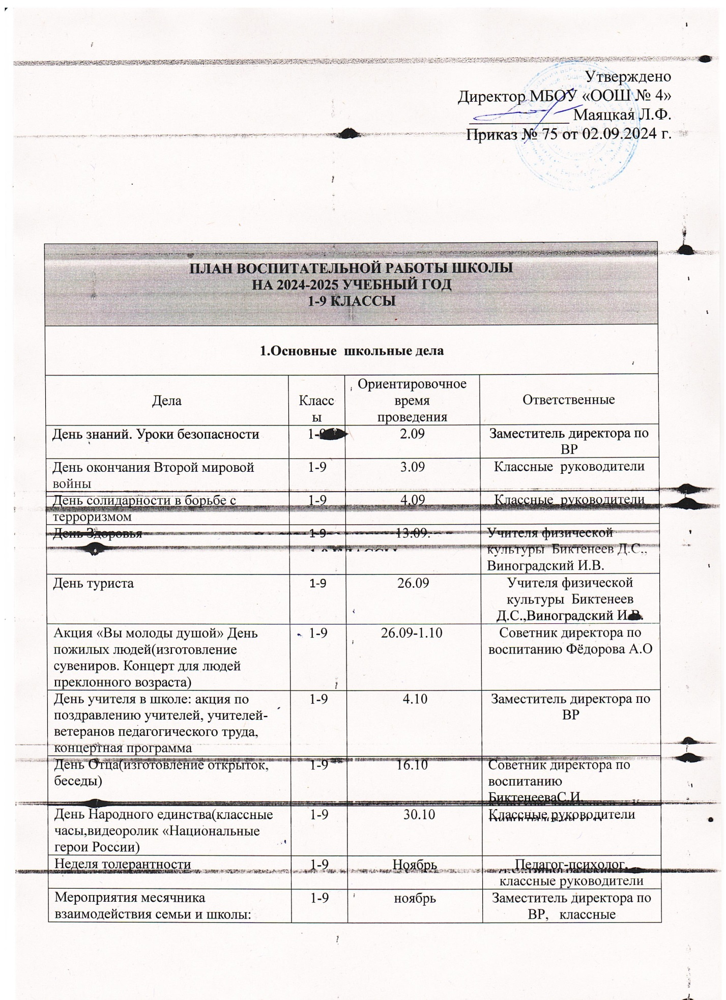 Утверждено
Директор МБОУ «ООШ № 4»
____________ Маяцкая Л.Ф.
Приказ № 75 от 02.09.2024 г.
ПЛАН ВОСПИТАТЕЛЬНОЙ РАБОТЫ ШКОЛЫ
НА 2024-2025 УЧЕБНЫЙ ГОД
1-9 КЛАССЫ
1.Основные школьные дела
Дела
Класс
ы
Ориентировочное
время
проведения
Ответственные
День знаний. Уроки безопасности
1-9
2.09
Заместитель директора по
ВР
День окончания Второй мировой
войны
1-9
3.09
Классные руководители
День солидарности в борьбе с
терроризмом
1-9
4.09
Классные руководители
День Здоровья
1-9
13.09.
Учителя физической
культуры Биктенеев Д.С.,
Виноградский И.В.
День туриста
1-9
26.09
Учителя физической
культуры Биктенеев
Д.С.,Виноградский И.В.
Акция «Вы молоды душой» День
пожилых людей(изготовление
сувениров. Концерт для людей
преклонного возраста)
1-9
26.09-1.10
Советник директора по
воспитанию Фёдорова А.О
День учителя в школе: акция по
поздравлению учителей, учителей-
ветеранов педагогического труда,
концертная программа
1-9
4.10
Заместитель директора по
ВР
День Отца(изготовление открыток,
беседы)
1-9
16.10
Советник директора по
воспитанию
БиктенееваС.И.
День Народного единства(классные
часы,видеоролик «Национальные
герои России)
1-9
30.10
Классные руководители
Неделя толерантности
1-9
Ноябрь
Педагог-психолог,
классные руководители
Мероприятия месячника
взаимодействия семьи и школы:
1-9
ноябрь
Заместитель директора по
ВР, классные